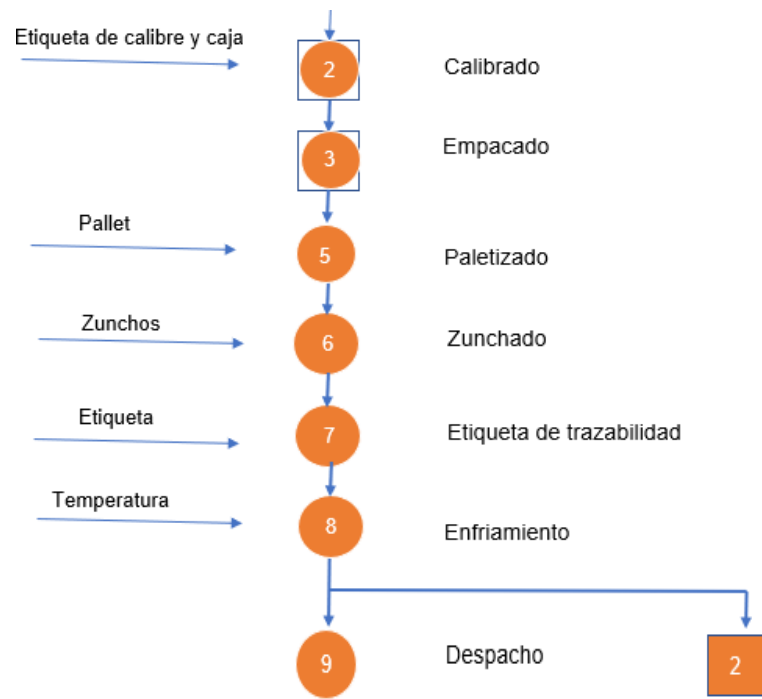 Etiqueta de calibre y caja
2
Calibrado
3
Empacado
Pallet
5
Paletizado
Zunchos
6
Zunchado
Etiqueta
7
Etiqueta de trazabilidad
Temperatura
8
Enfriamiento
9
Despacho
2